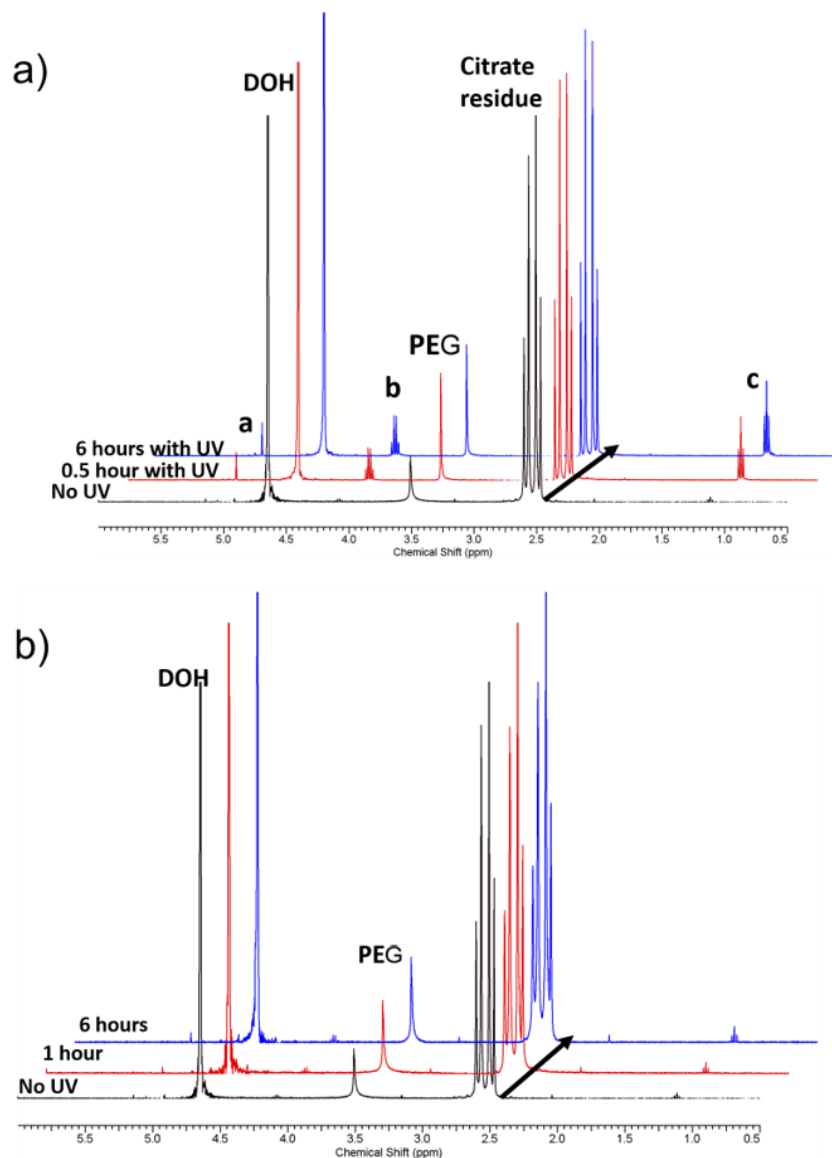 a)
DOH
Citrate
residue
PEG
a
b
c
6 hours with UV
0.5 hour with UV
No UV
5.5 5.0 4.5 4.0 3.5 3.0 2.5 2.0 1.5 1.0 0.5
Chemical Shift (ppm)
b)
DOH
PEG
6 hours
1 hour
No UV
5.5 5.0 4.5 4.0 3.5 3.0 2.5 2.0 1.5 1.0 0.5
Chemical Shift (ppm)